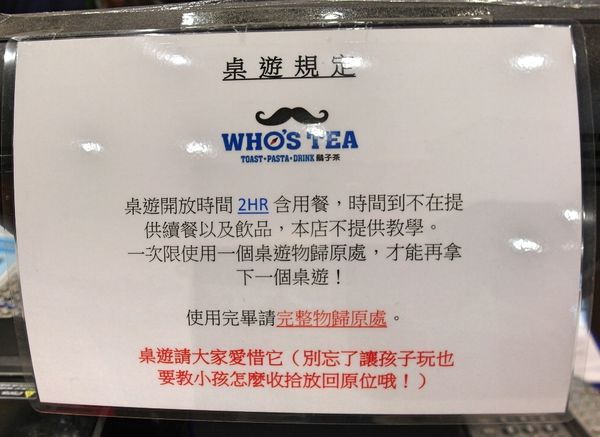 桌遊規定
WHO'S TEA
TOAST·PASTA·DRINK 鬍子茶
桌遊開放時間 2HR 含用餐，時間到不在提
供續餐以及飲品，本店不提供教學。
一次限使用一個桌遊物歸原處，才能再拿
下一個桌遊！
使用完畢請完整物歸原處。
桌遊請大家愛惜它（別忘了讓孩子玩也
要教小孩怎麼收拾放回原位哦！）